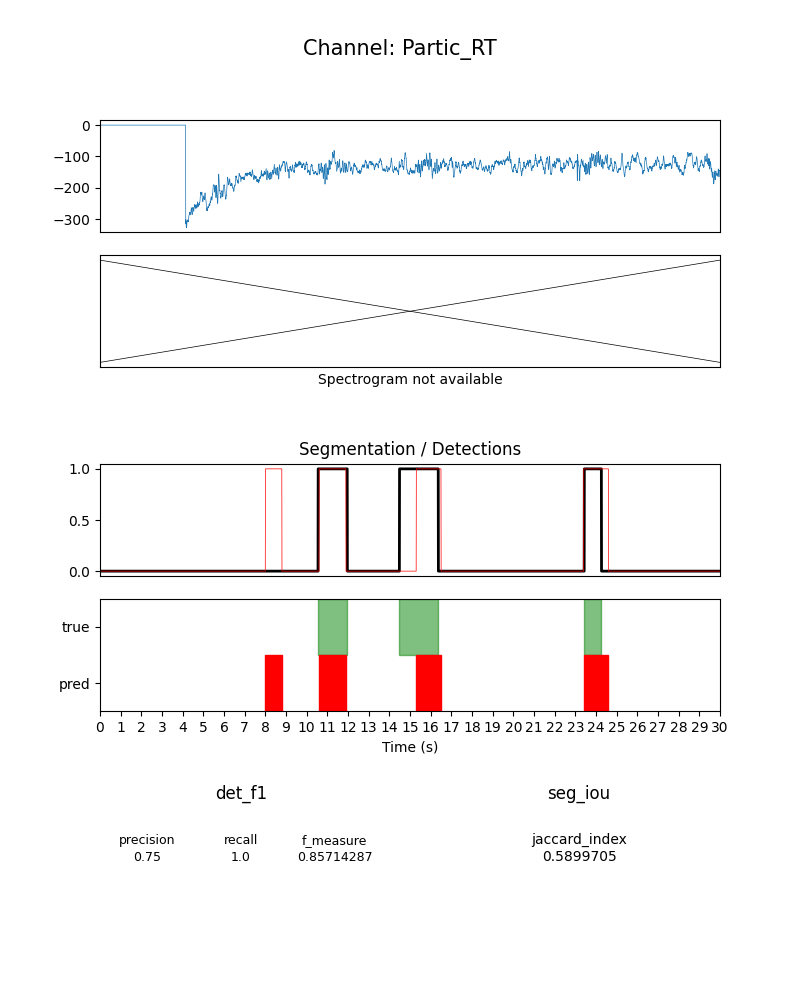 Channel: Partic_RT
0
−100
−200
−300
Spectrogram not available
Segmentation / Detections
1.0
0.5
0.0
true
pred
0 1 2 3 4 5 6 7 8 9 10 11 12 13 14 15 16 17 18 19 20 21 22 23 24 25 26 27 28 29 30
Time (s)
det_f1 seg_iou
precision recall f_measure jaccard_index
0.75 1.0 0.85714287 0.5899705